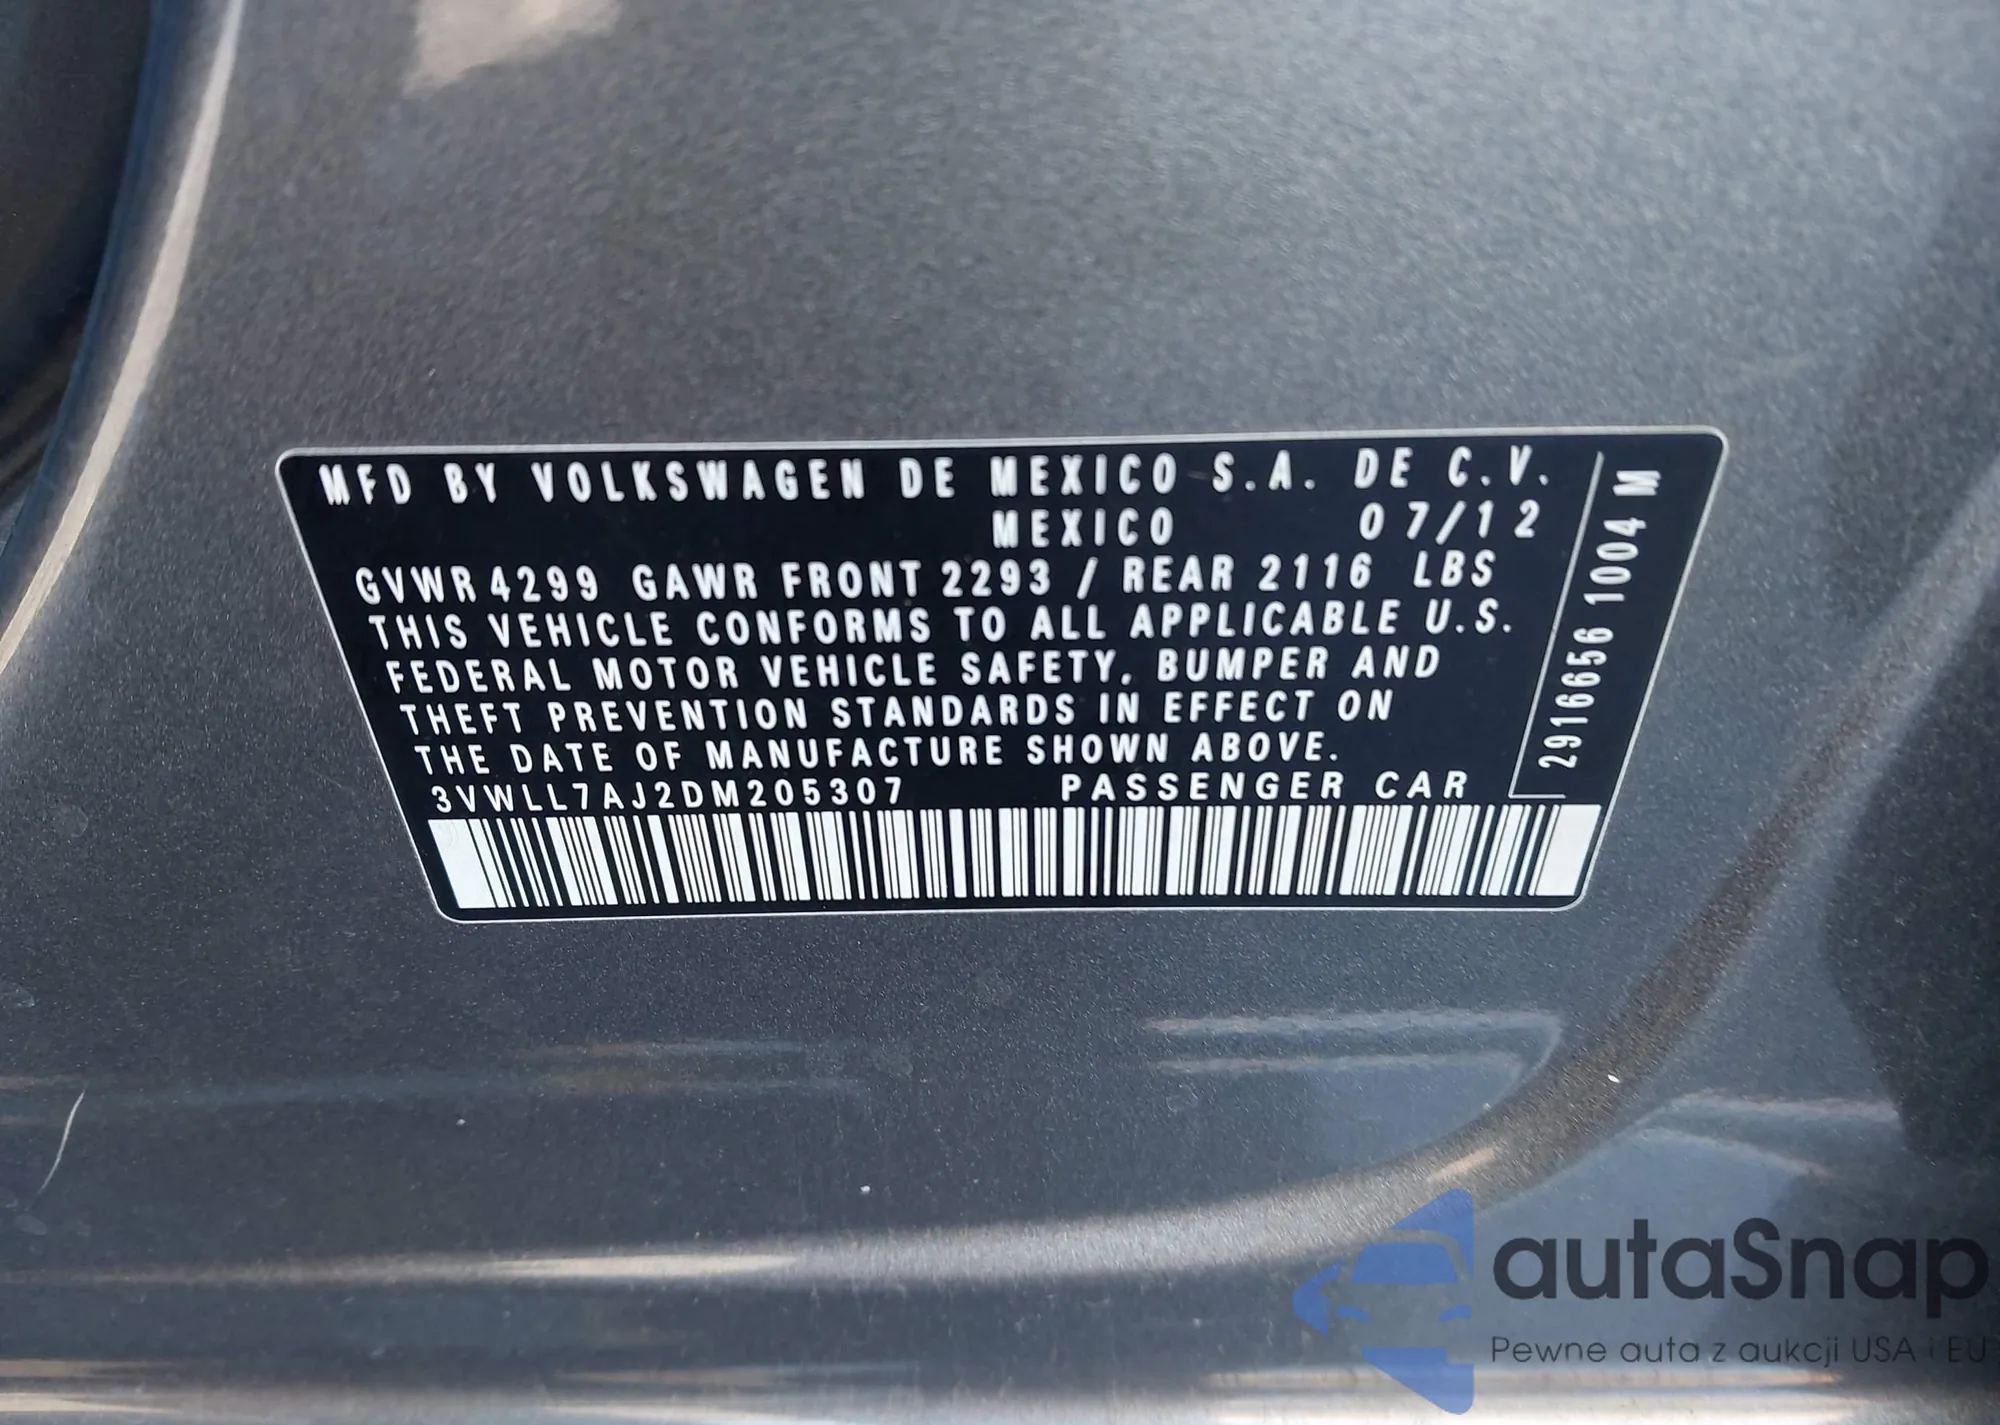 MFD BY VOLKSWAGEN DE MEXICO S.A. DE C.V.
MEXICO 07/12
GVWR 4299 GAWR FRONT 2293 / REAR 2116 LBS
THIS VEHICLE CONFORMS TO ALL APPLICABLE U.S.
FEDERAL MOTOR VEHICLE SAFETY, BUMPER AND
THEFT PREVENTION STANDARDS IN EFFECT ON
THE DATE OF MANUFACTURE SHOWN ABOVE.
3VWLL7AJ2DM205307 PASSENGER CAR
2916656 1004 M
autaSnap
Pewne auta z aukcji USA i EU